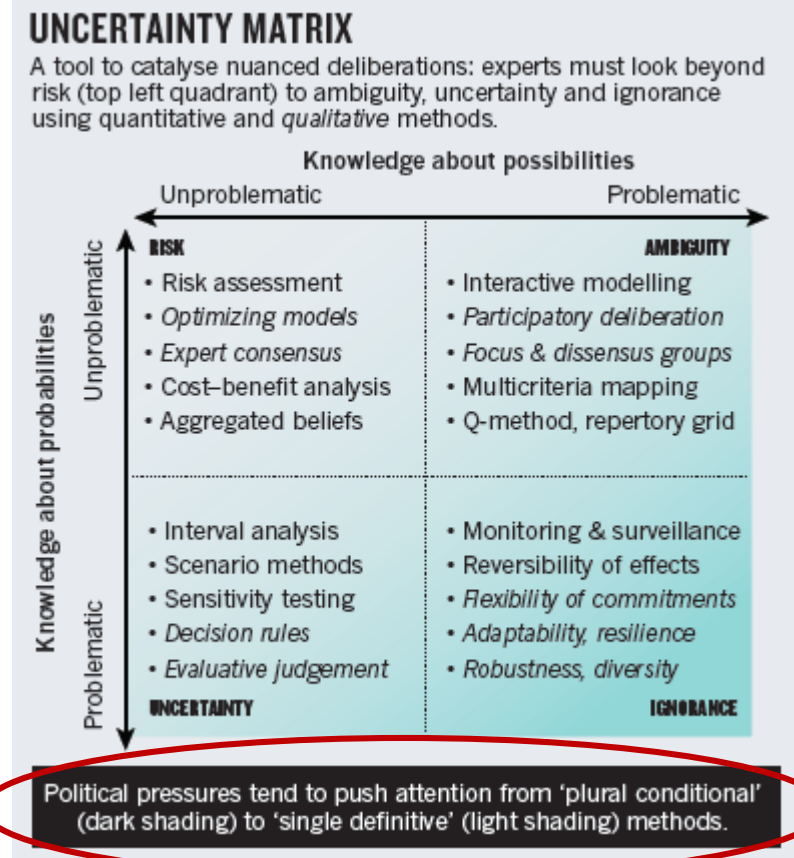 UNCERTAINTY MATRIX
A tool to catalyse nuanced deliberations: experts must look beyond
risk (top left quadrant) to ambiguity, uncertainty and ignorance
using quantitative and qualitative methods.
Knowledge about possibilities
Unproblematic
Problematic
Knowledge about probabilities
Unproblematic
Problematic
RISK
• Risk assessment
• Optimizing models
• Expert consensus
• Cost–benefit analysis
• Aggregated beliefs
AMBIGUITY
• Interactive modelling
• Participatory deliberation
• Focus & dissensus groups
• Multicriteria mapping
• Q-method, repertory grid
• Interval analysis
• Scenario methods
• Sensitivity testing
• Decision rules
• Evaluative judgement
UNCERTAINTY
• Monitoring & surveillance
• Reversibility of effects
• Flexibility of commitments
• Adaptability, resilience
• Robustness, diversity
IGNORANCE
Political pressures tend to push attention from ‘plural conditional’
(dark shading) to ‘single definitive’ (light shading) methods.